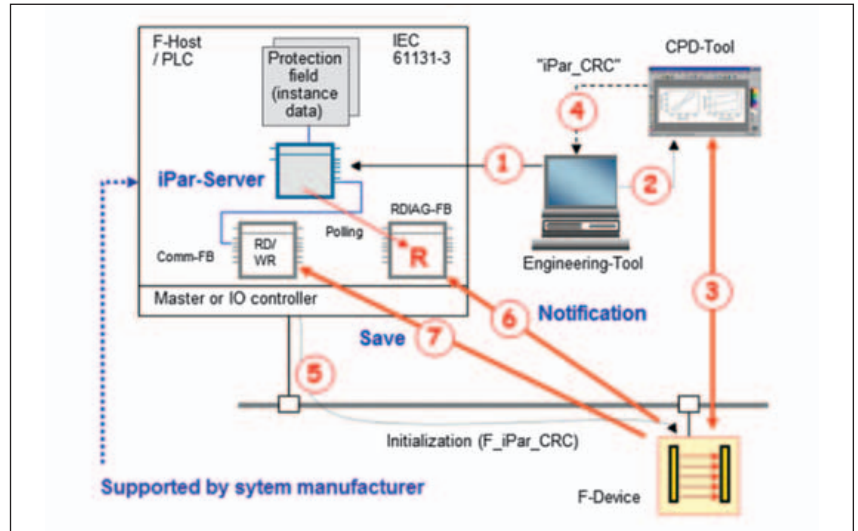 F-Host
/ PLC
IEC
61131-3
Protection
field
(instance
data)
CPD-Tool
"iPar_CRC"
4
1
2
iPar-Server
RDIAG-FB
Polling
Comm-FB
RD/
WR
R
Engineering-Tool
3
Master or IO controller
6
Notification
Save
7
5
Initialization (F_iPar_CRC)
Supported by sytem manufacturer
F-Device